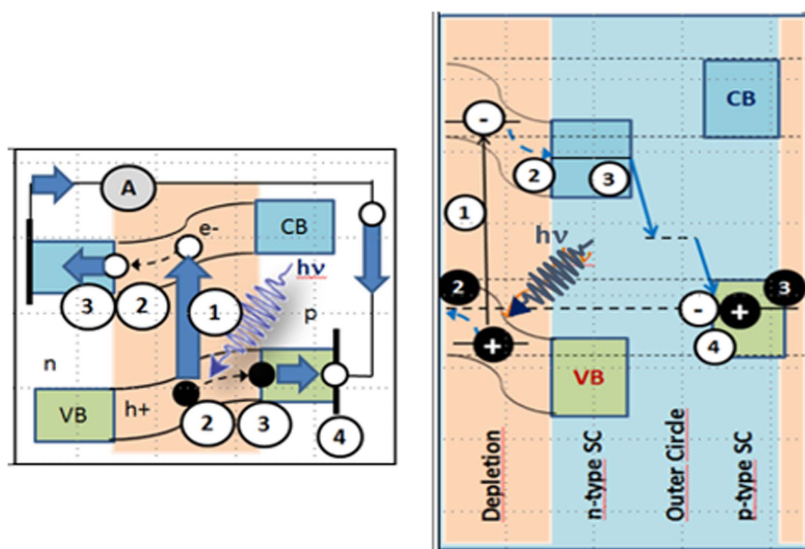 A
e-
CB
hν
3
2
1
p
n
VB
h+
2
3
4
CB
-
2
3
1
hν
2
-
+
3
+
4
VB
Depletion
n-type SC
Outer Circle
p-type SC